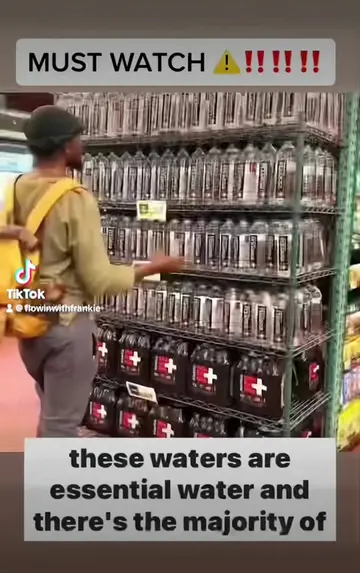 MUST WATCH ⚠️‼️‼️‼️‼️
TikTok
@flowinwithfrankie
these waters are
essential water and
there's the majority of